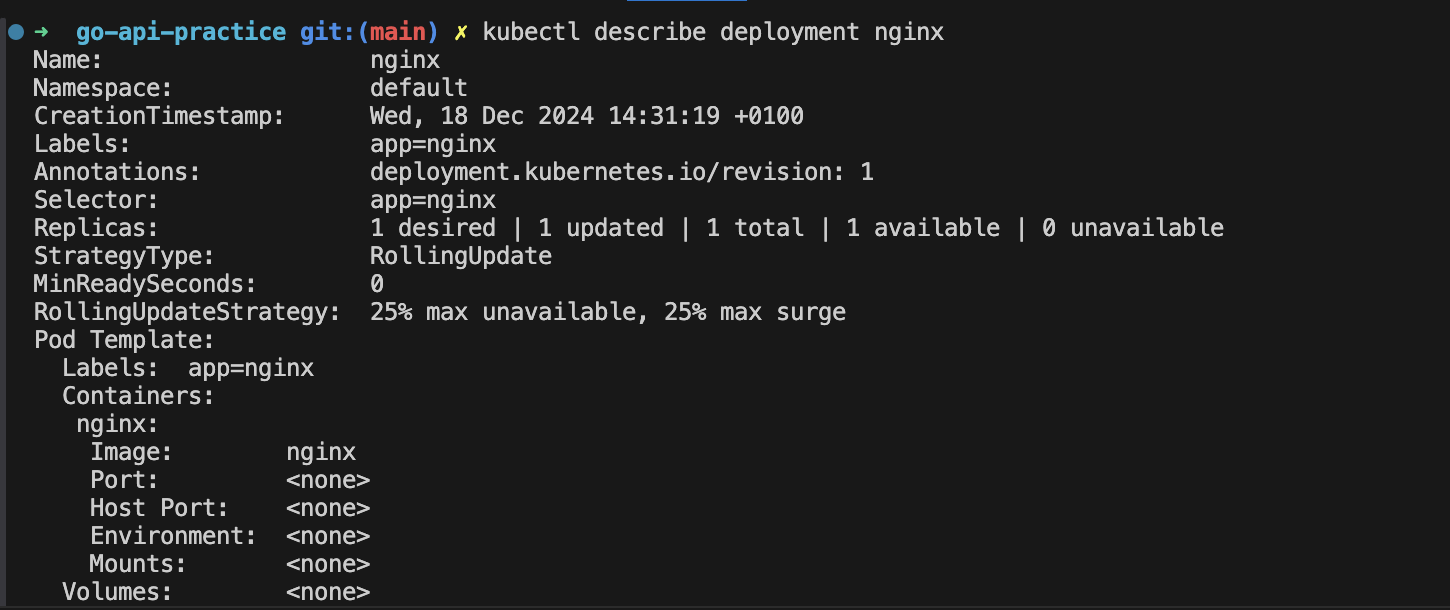 ➜  go-api-practice git:(main) ✗ kubectl describe deployment nginx
Name:                   nginx
Namespace:              default
CreationTimestamp:      Wed, 18 Dec 2024 14:31:19 +0100
Labels:                 app=nginx
Annotations:            deployment.kubernetes.io/revision: 1
Selector:               app=nginx
Replicas:               1 desired | 1 updated | 1 total | 1 available | 0 unavailable
StrategyType:           RollingUpdate
MinReadySeconds:        0
RollingUpdateStrategy:  25% max unavailable, 25% max surge
Pod Template:
  Labels:  app=nginx
  Containers:
   nginx:
    Image:        nginx
    Port:         <none>
    Host Port:    <none>
    Environment:  <none>
    Mounts:       <none>
  Volumes:        <none>